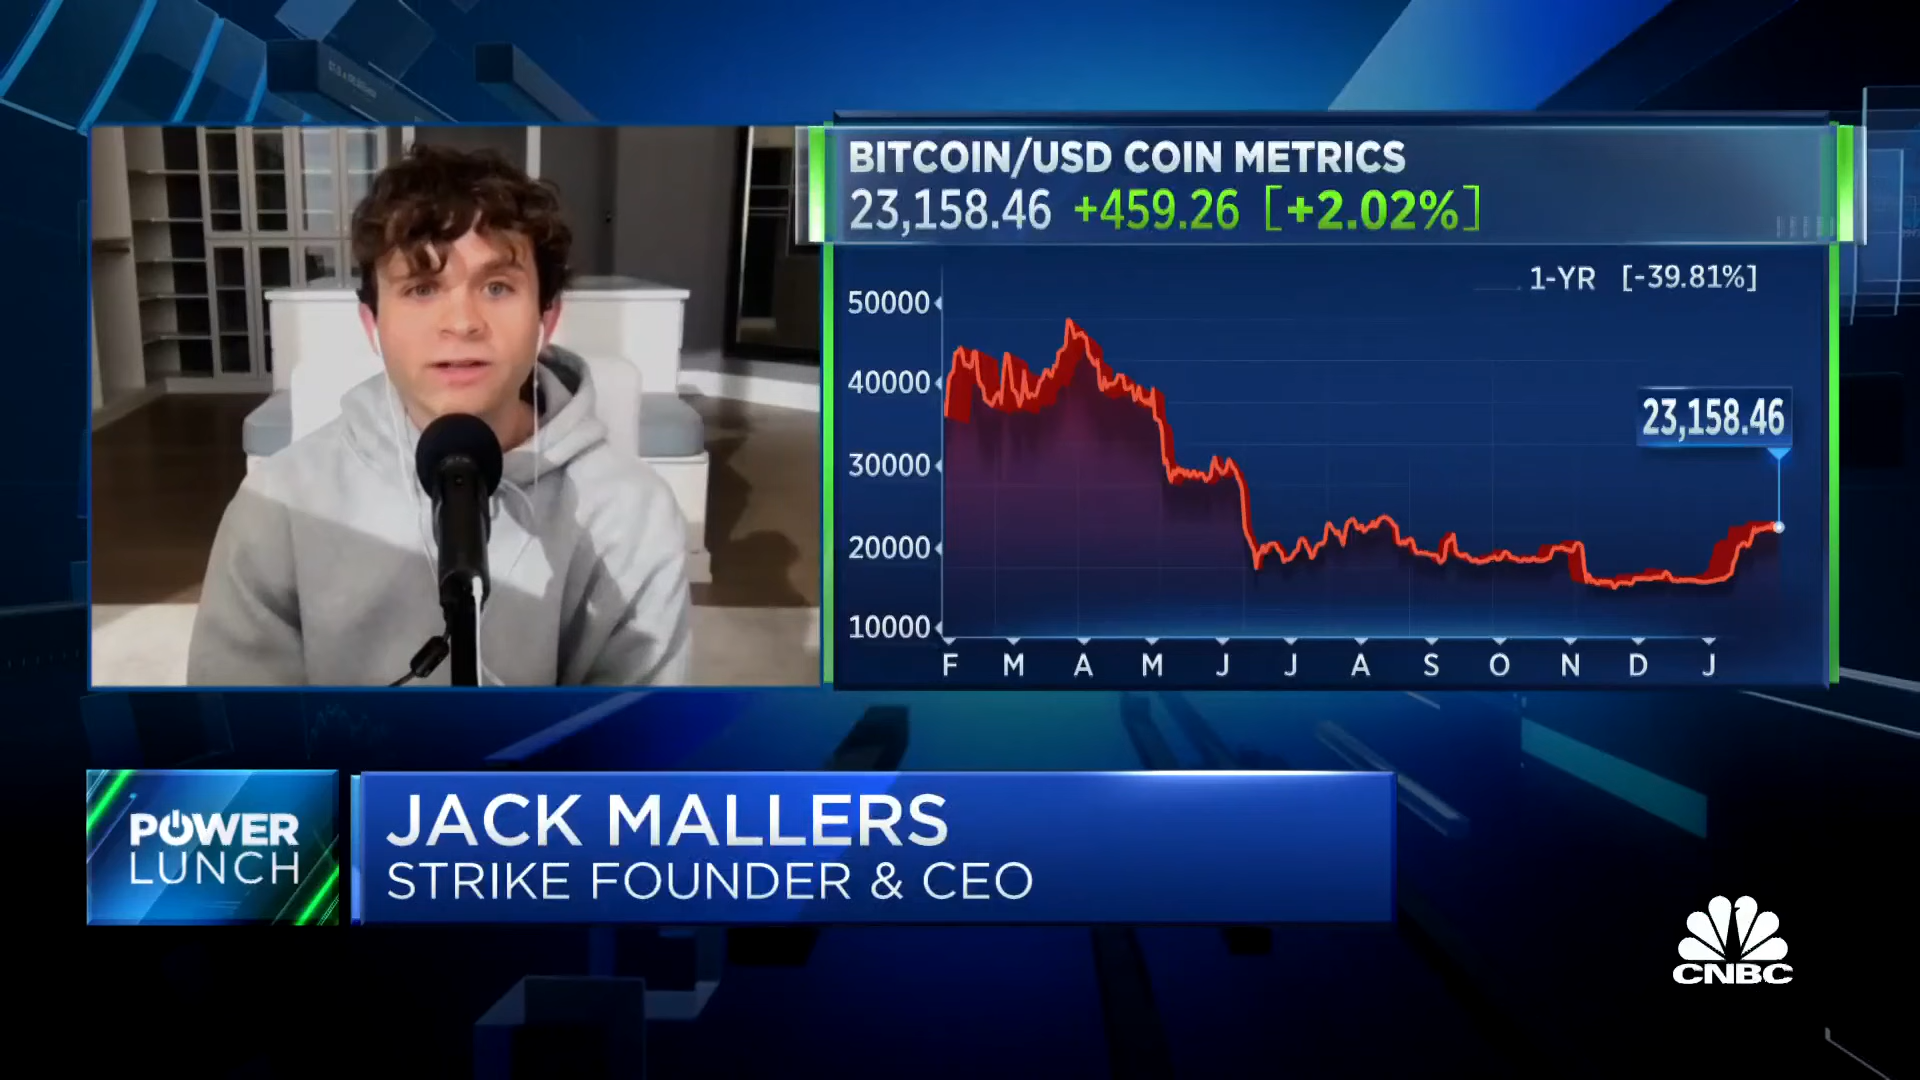 BITCOIN/USD COIN METRICS
23,158.46 +459.26 [+2.02%]
1-YR [-39.81%]
50000
40000
30000
20000
10000
23,158.46
F M A M J J A S O N D J
POWER
LUNCH
JACK MALLERS
STRIKE FOUNDER & CEO
CNBC